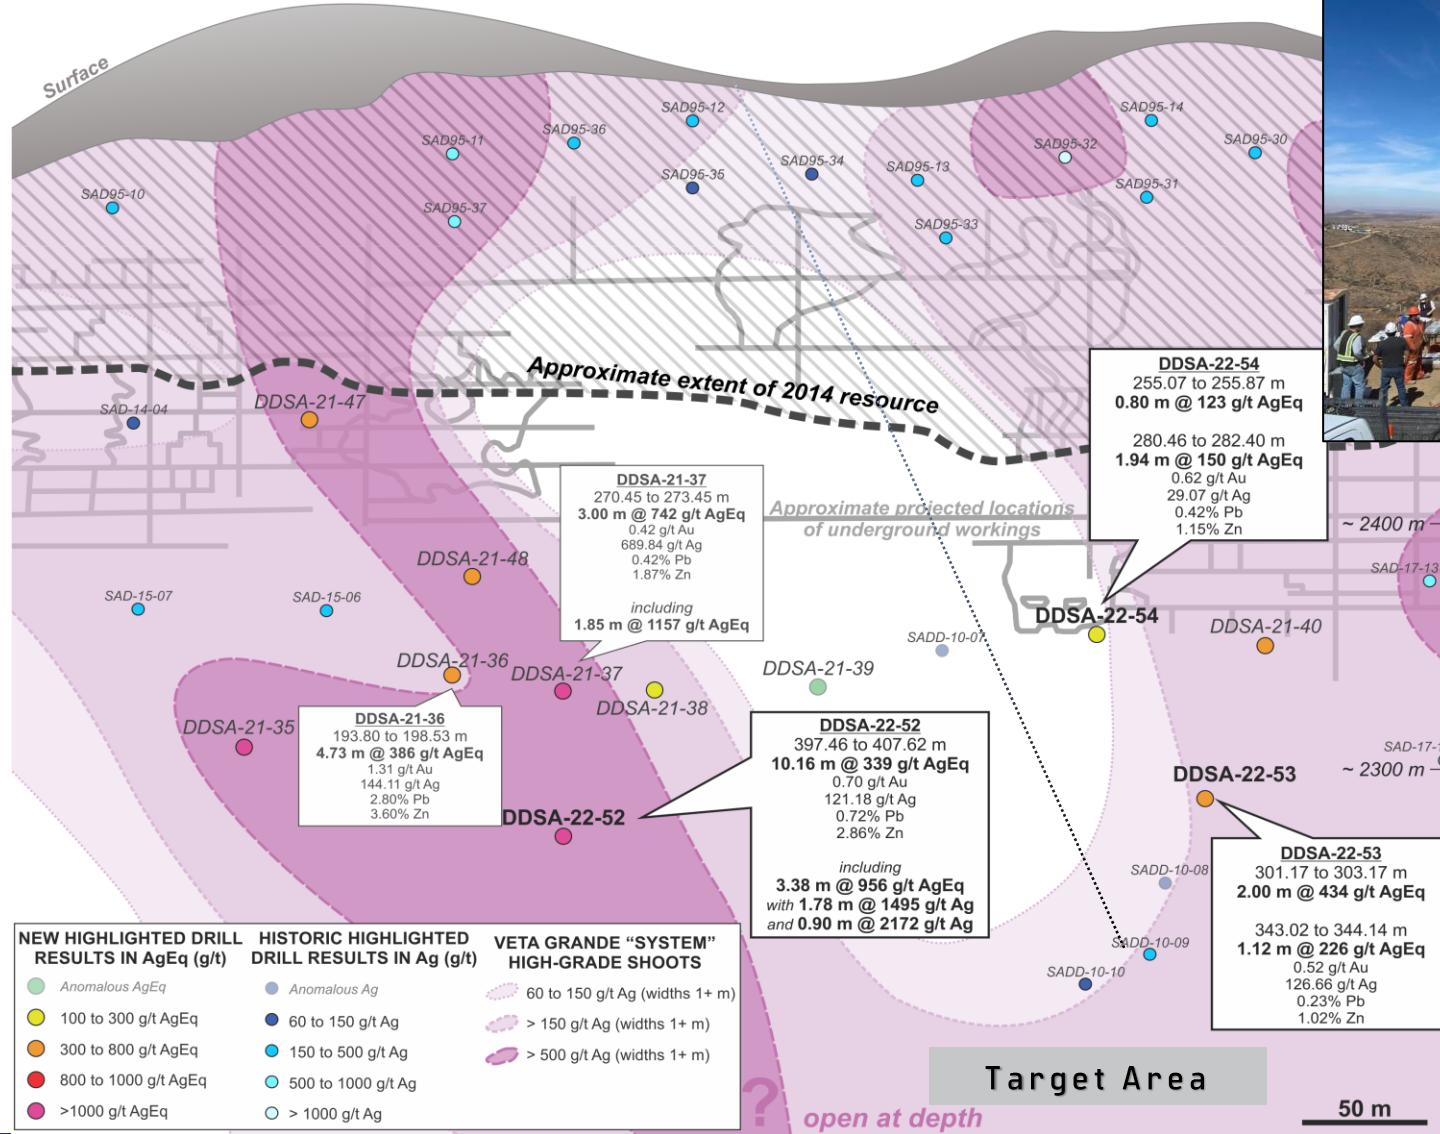 Surface
SAD95-12
SAD95-14
SAD95-11
SAD95-36
SAD95-32
SAD95-30
SAD95-34
SAD95-13
SAD95-35
SAD95-31
SAD95-10
SAD95-37
SAD95-33
Approximate extent of 2014 resource
DDSA-22-54
255.07 to 255.87 m
0.80 m @ 123 g/t AgEq
280.46 to 282.40 m
1.94 m @ 150 g/t AgEq
0.62 g/t Au
29.07 g/t Ag
0.42% Pb
1.15% Zn
SAD-14-04
DDSA-21-47
DDSA-21-37
270.45 to 273.45 m
3.00 m @ 742 g/t AgEq
0.42 g/t Au
689.84 g/t Ag
0.42% Pb
1.87% Zn
including
1.85 m @ 1157 g/t AgEq
Approximate projected locations
of underground workings
~ 2400 m
DDSA-21-48
SAD-17-13
SAD-15-07
SAD-15-06
DDSA-22-54
SADD-10-07
DDSA-21-40
DDSA-21-36
DDSA-21-37
DDSA-21-39
DDSA-21-38
DDSA-21-35
DDSA-21-36
193.80 to 198.53 m
4.73 m @ 386 g/t AgEq
1.31 g/t Au
144.11 g/t Ag
2.80% Pb
3.60% Zn
DDSA-22-52
DDSA-22-52
397.46 to 407.62 m
10.16 m @ 339 g/t AgEq
0.70 g/t Au
121.18 g/t Ag
0.72% Pb
2.86% Zn
including
3.38 m @ 956 g/t AgEq
with 1.78 m @ 1495 g/t Ag
and 0.90 m @ 2172 g/t Ag
SAD-17-1
~ 2300 m
DDSA-22-53
DDSA-22-53
301.17 to 303.17 m
2.00 m @ 434 g/t AgEq
343.02 to 344.14 m
1.12 m @ 226 g/t AgEq
0.52 g/t Au
126.66 g/t Ag
0.23% Pb
1.02% Zn
SADD-10-08
SADD-10-09
SADD-10-10
NEW HIGHLIGHTED DRILL
RESULTS IN AgEq (g/t)
Anomalous AgEq
100 to 300 g/t AgEq
300 to 800 g/t AgEq
800 to 1000 g/t AgEq
>1000 g/t AgEq
HISTORIC HIGHLIGHTED
DRILL RESULTS IN Ag (g/t)
Anomalous Ag
60 to 150 g/t Ag
150 to 500 g/t Ag
500 to 1000 g/t Ag
> 1000 g/t Ag
VETA GRANDE “SYSTEM”
HIGH-GRADE SHOOTS
60 to 150 g/t Ag (widths 1+ m)
> 150 g/t Ag (widths 1+ m)
> 500 g/t Ag (widths 1+ m)
?
open at depth
Target Area
50 m